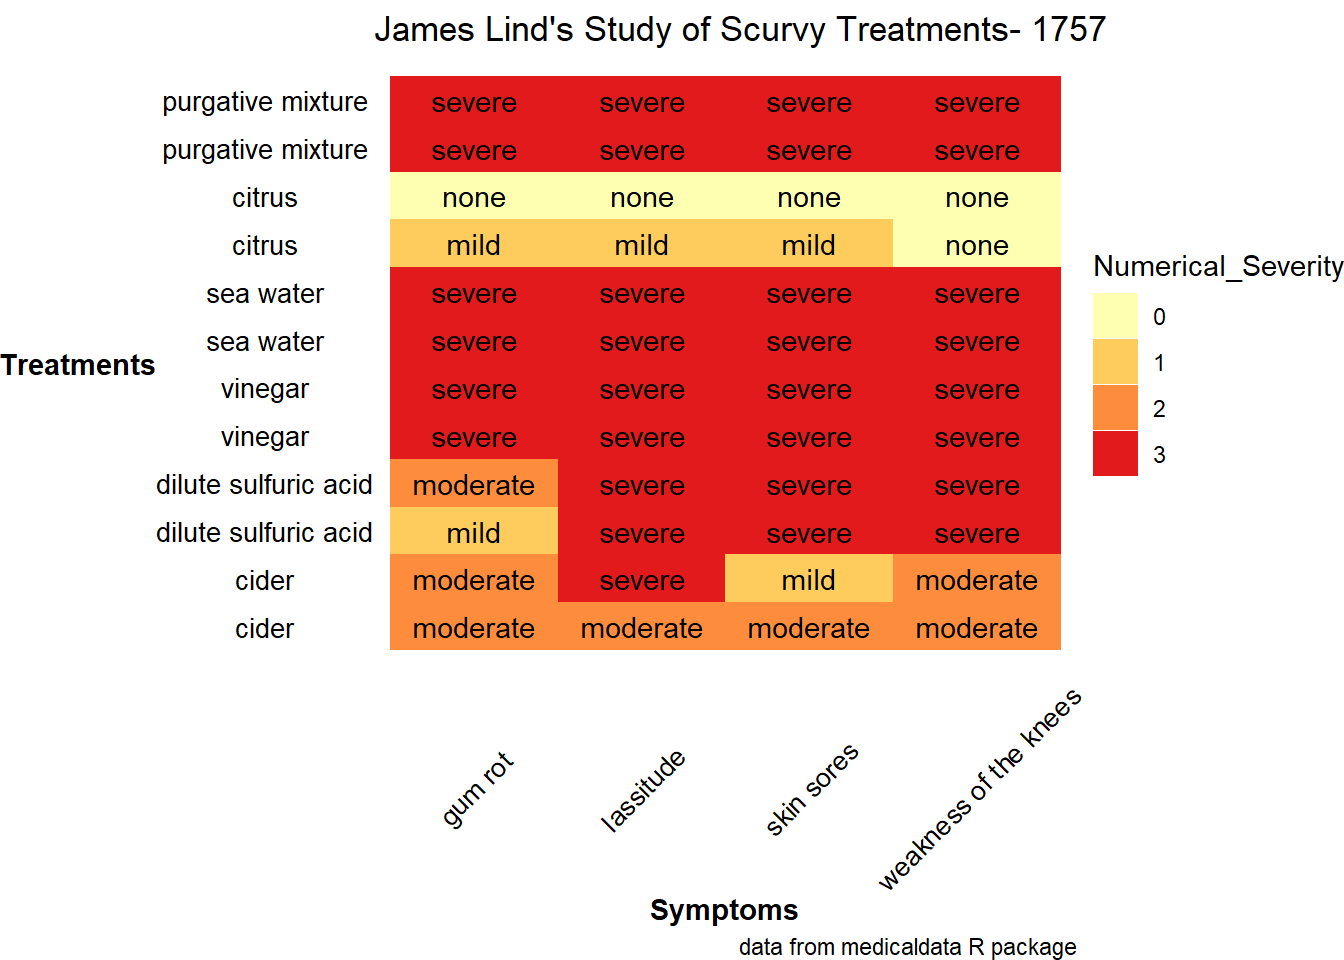 James Lind's Study of Scurvy Treatments- 1757
purgative mixture severe severe severe severe
purgative mixture severe severe severe severe
citrus none none none none
citrus mild mild mild none
sea water severe severe severe severe
sea water severe severe severe severe
vinegar severe severe severe severe
vinegar severe severe severe severe
dilute sulfuric acid moderate severe severe severe
dilute sulfuric acid mild severe severe severe
cider moderate severe mild moderate
cider moderate moderate moderate moderate
Treatments
Numerical_Severity
0
1
2
3
gum rot
lassitude
skin sores
weakness of the knees
Symptoms
data from medicaldata R package